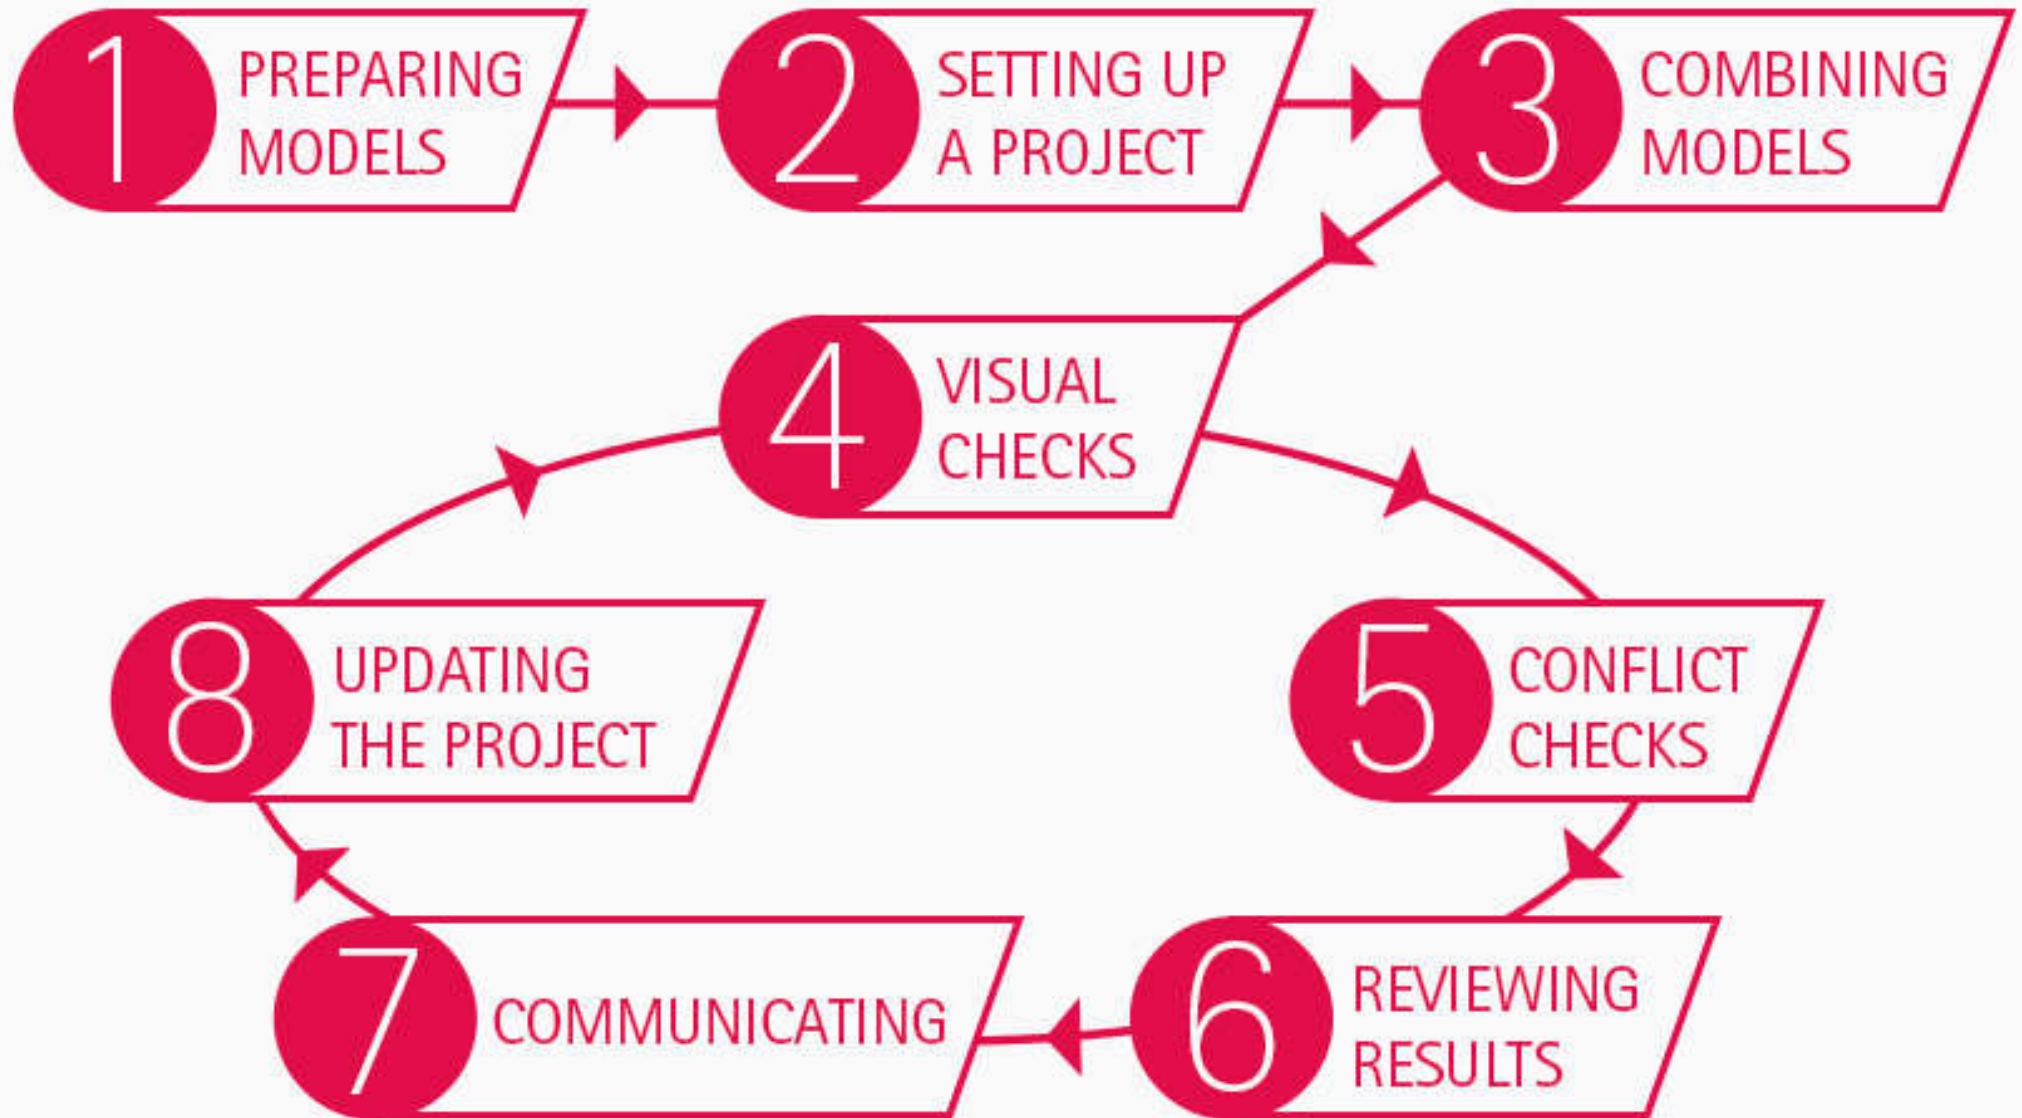 1
PREPARING
MODELS
2
SETTING UP
A PROJECT
3
COMBINING
MODELS
4
VISUAL
CHECKS
5
CONFLICT
CHECKS
6
REVIEWING
RESULTS
7
COMMUNICATING
8
UPDATING
THE PROJECT